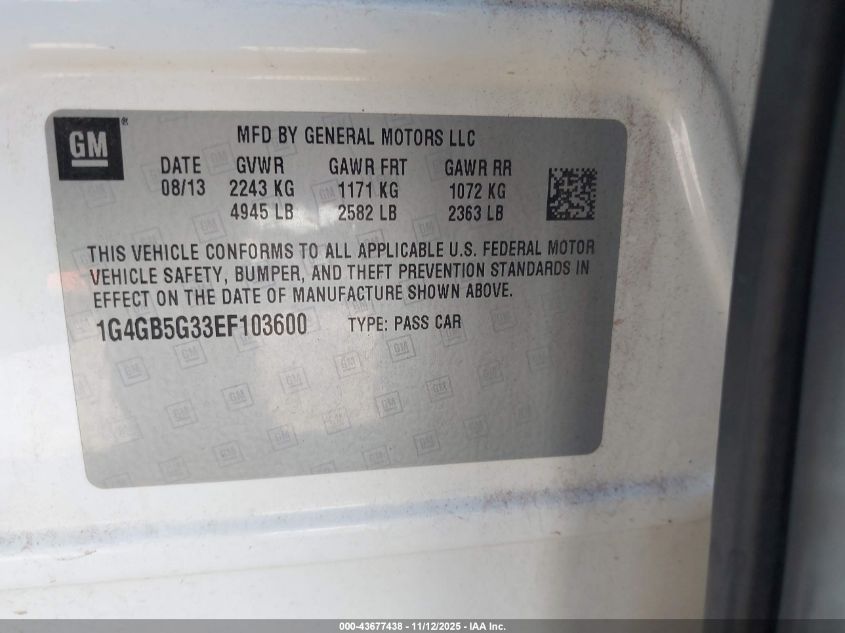 GM®
MFD BY GENERAL MOTORS LLC
DATE GVWR GAWR FRT GAWR RR
08/13 2243 KG 1171 KG 1072 KG
4945 LB 2582 LB 2363 LB
THIS VEHICLE CONFORMS TO ALL APPLICABLE U.S. FEDERAL MOTOR
VEHICLE SAFETY, BUMPER, AND THEFT PREVENTION STANDARDS IN
EFFECT ON THE DATE OF MANUFACTURE SHOWN ABOVE.
1G4GB5G33EF103600 TYPE: PASS CAR
000-43677438 - 11/12/2025 - IAA Inc.